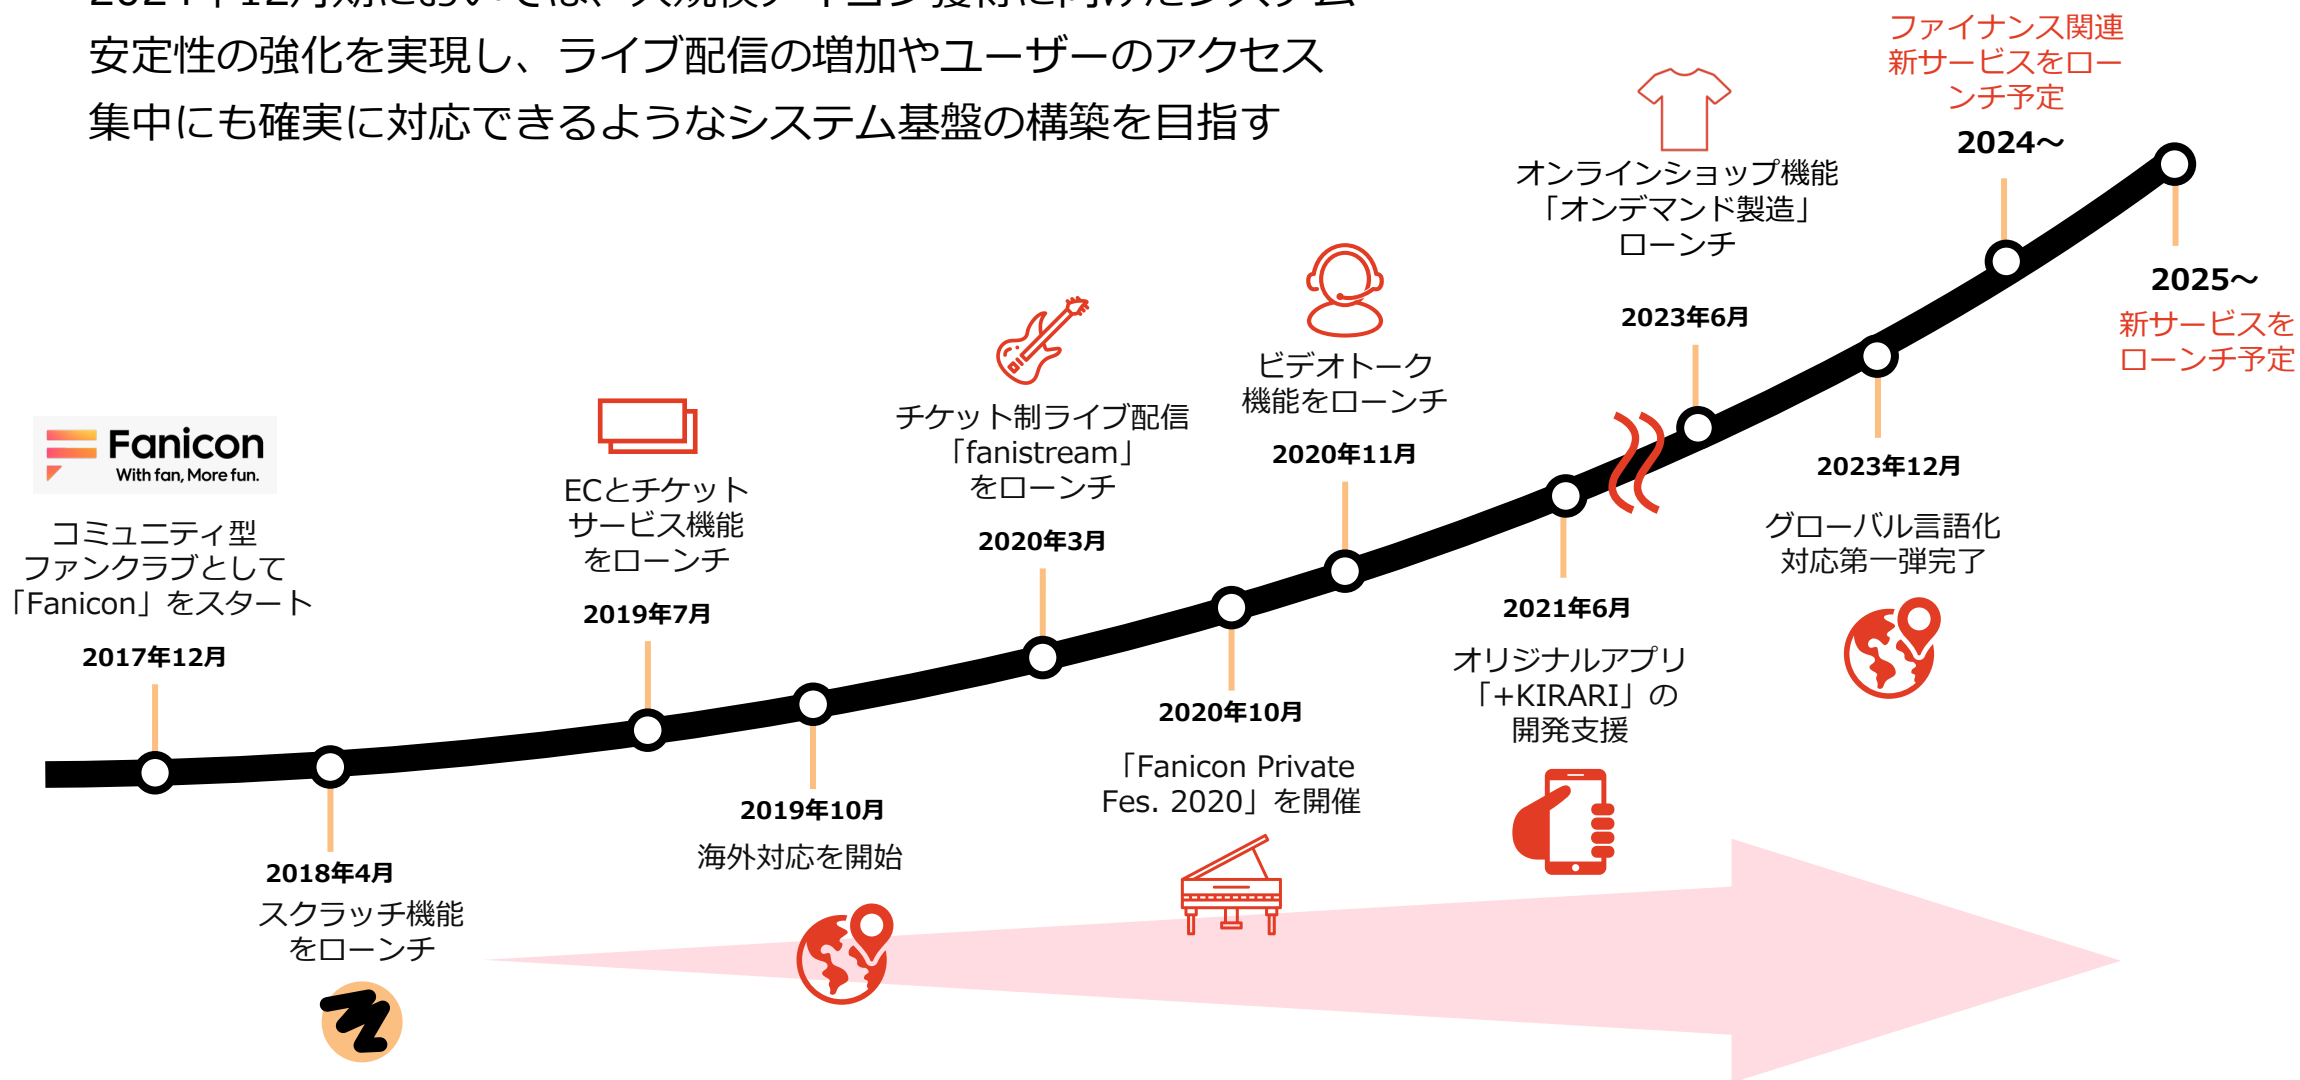 安定性の強化を実現し、ライブ配信の増加やユーザーのアクセス
集中にも確実に対応できるようなシステム基盤の構築を目指す
Fanicon
With fan, More fun.
コミュニティ型
ファンクラブとして
「Fanicon」をスタート
2017年12月
2018年4月
スクラッチ機能
をローンチ
ECとチケット
サービス機能
をローンチ
2019年7月
2019年10月
海外対応を開始
チケット制ライブ配信
「fanistream」
をローンチ
2020年3月
2020年10月
「Fanicon Private
Fes. 2020」を開催
ビデオトーク
機能をローンチ
2020年11月
2021年6月
オリジナルアプリ
「+KIRARI」の
開発支援
オンラインショップ機能
「オンデマンド製造」
ローンチ
2023年6月
2023年12月
グローバル言語化
対応第一弾完了
ファイナンス関連
新サービスをロー
ンチ予定
2024〜
2025〜
新サービスを
ローンチ予定